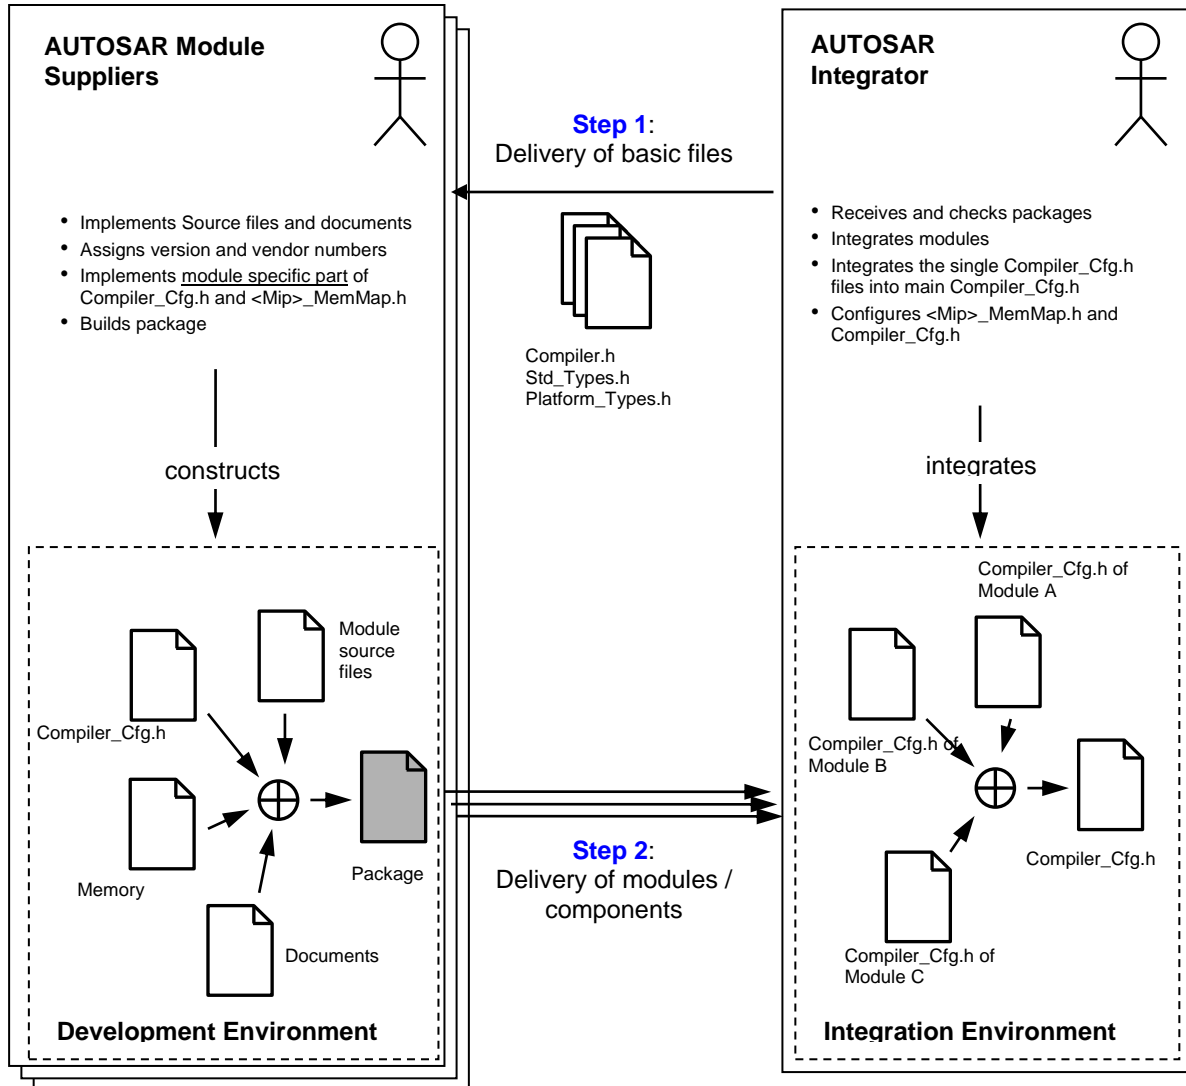 AUTOSAR Module
Suppliers
• Implements Source files and documents
• Assigns version and vendor numbers
• Implements module specific part of
Compiler_Cfg.h and <Mip>_MemMap.h
• Builds package
constructs
Module
source
files
Compiler_Cfg.h
Memory
Package
Documents
Development Environment
Step 1:
Delivery of basic files
Compiler.h
Std_Types.h
Platform_Types.h
Step 2:
Delivery of modules /
components
AUTOSAR
Integrator
• Receives and checks packages
• Integrates modules
• Integrates the single Compiler_Cfg.h
files into main Compiler_Cfg.h
• Configures <Mip>_MemMap.h and
Compiler_Cfg.h
integrates
Compiler_Cfg.h of
Module A
Compiler_Cfg.h of
Module B
Compiler_Cfg.h
Compiler_Cfg.h of
Module C
Integration Environment